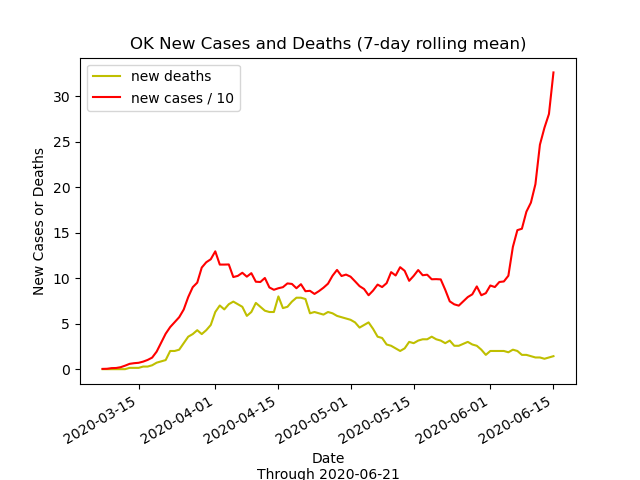 OK New Cases and Deaths (7-day rolling mean)
new deaths
new cases / 10
New Cases or Deaths
30
25
20
15
10
5
0
2020-03-15
2020-04-01
2020-04-15
2020-05-01
2020-05-15
2020-06-01
2020-06-15
Date
Through 2020-06-21